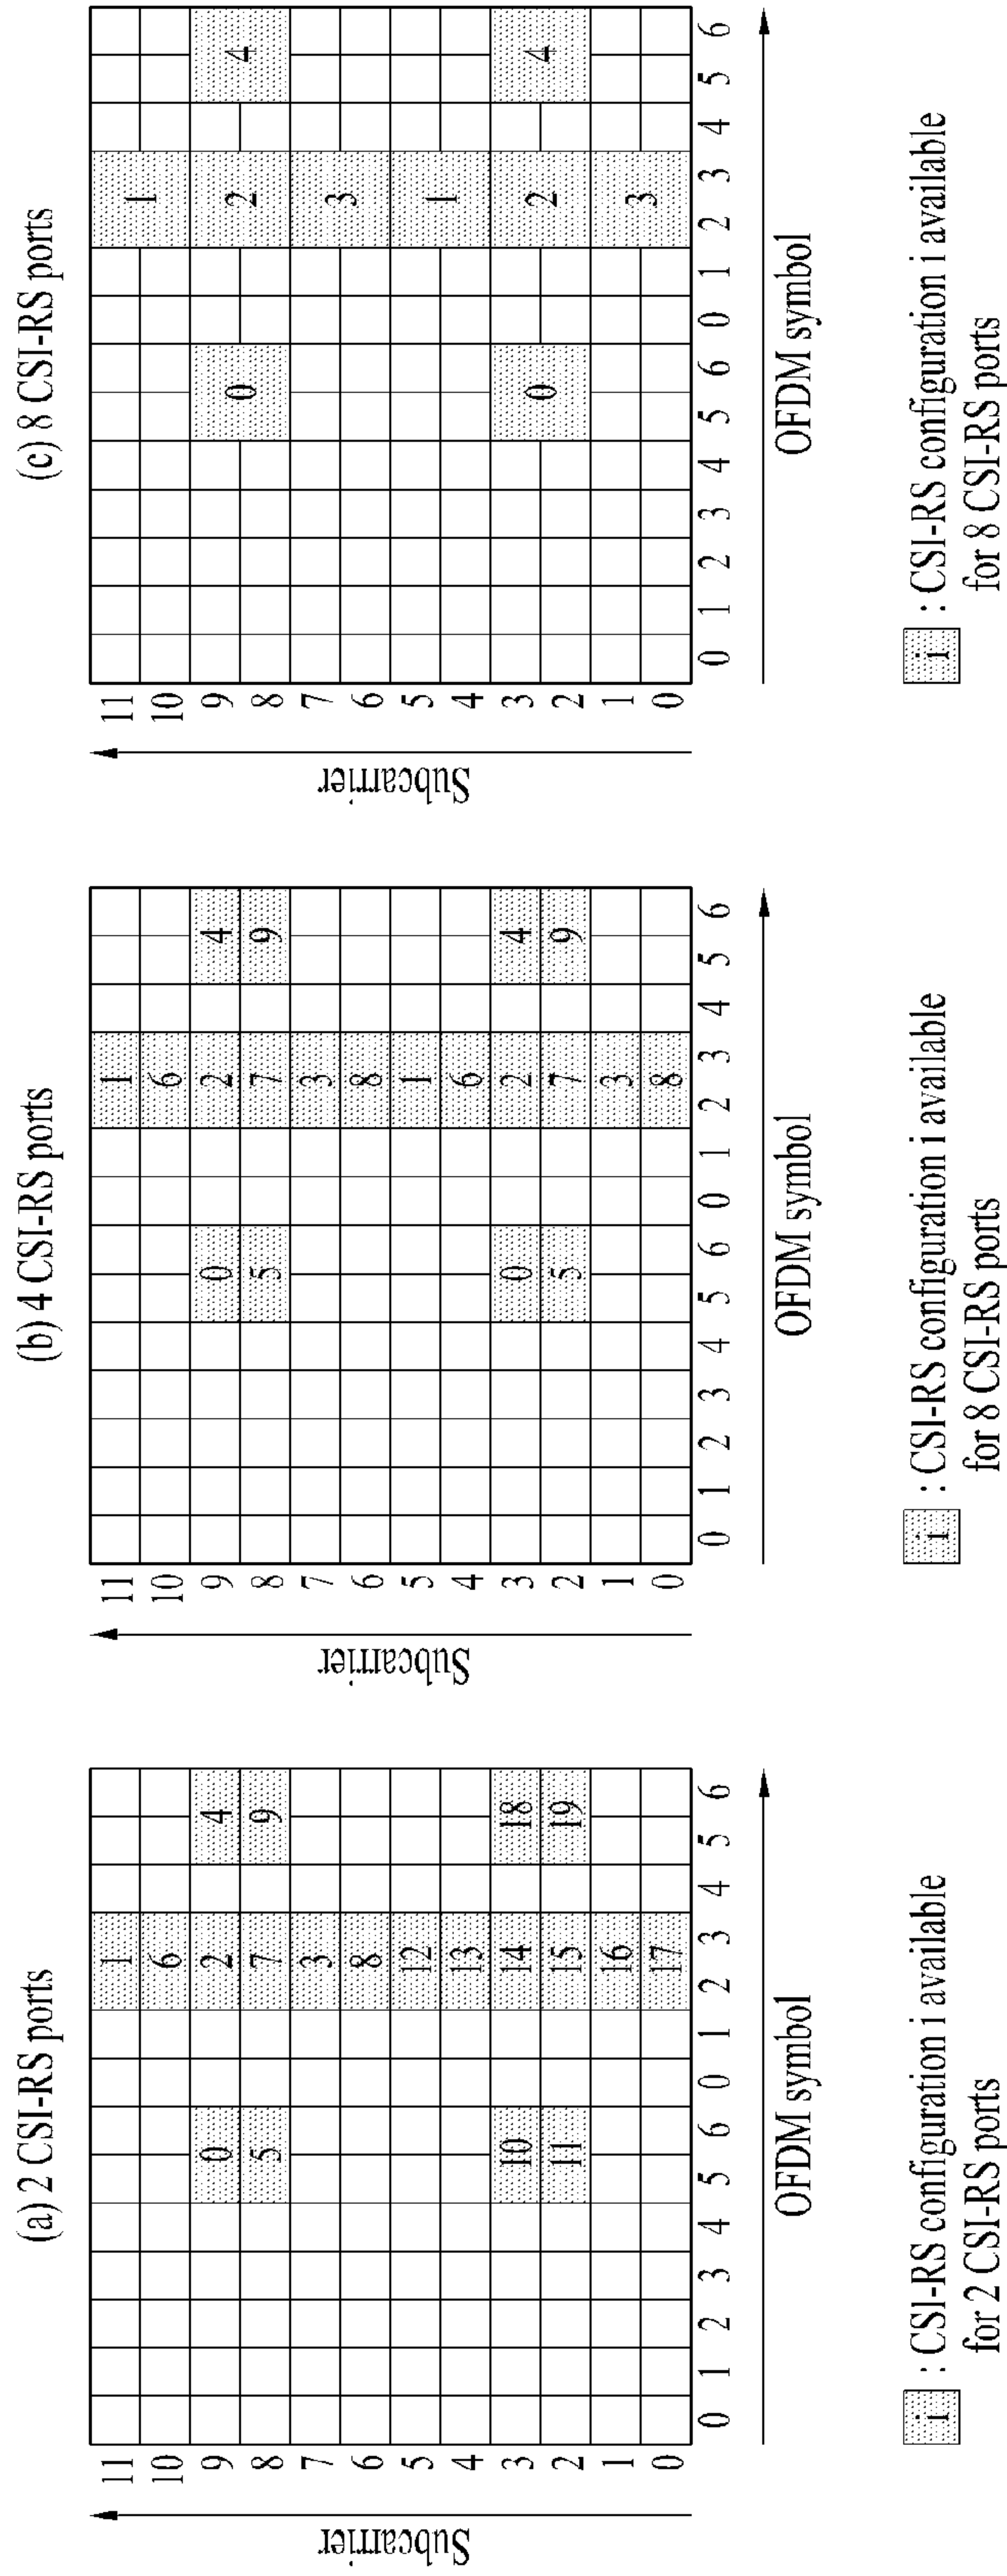 (a) 2 CSI-RS ports
Subcarrier
11
10
9
8
7
6
5
4
3
2
1
0
1
6
0 2 4
5 7 9
3
8
12
13
10 14 18
11 15 19
16
17
0 1 2 3 4 5 6 0 1 2 3 4 5 6
OFDM symbol
i : CSI-RS configuration i available
for 2 CSI-RS ports
(b) 4 CSI-RS ports
Subcarrier
11
10
9
8
7
6
5
4
3
2
1
0
1
6
0 2 4
5 7 9
3
8
1
6
0 2 4
5 7 9
3
8
0 1 2 3 4 5 6 0 1 2 3 4 5 6
OFDM symbol
i : CSI-RS configuration i available
for 8 CSI-RS ports
(c) 8 CSI-RS ports
Subcarrier
11
10
9
8
7
6
5
4
3
2
1
0
1
0 2 4
3
1
0 2 4
3
0 1 2 3 4 5 6 0 1 2 3 4 5 6
OFDM symbol
i : CSI-RS configuration i available
for 8 CSI-RS ports